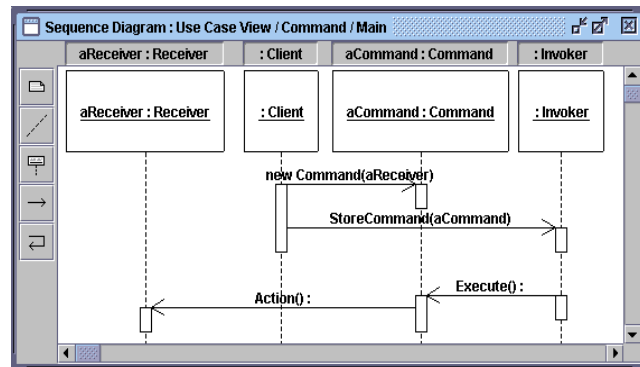 Sequence Diagram : Use Case View / Command / Main
aReceiver : Receiver : Client aCommand : Command : Invoker
aReceiver : Receiver : Client aCommand : Command : Invoker
new Command(aReceiver)
StoreCommand(aCommand)
Execute() :
Action() :